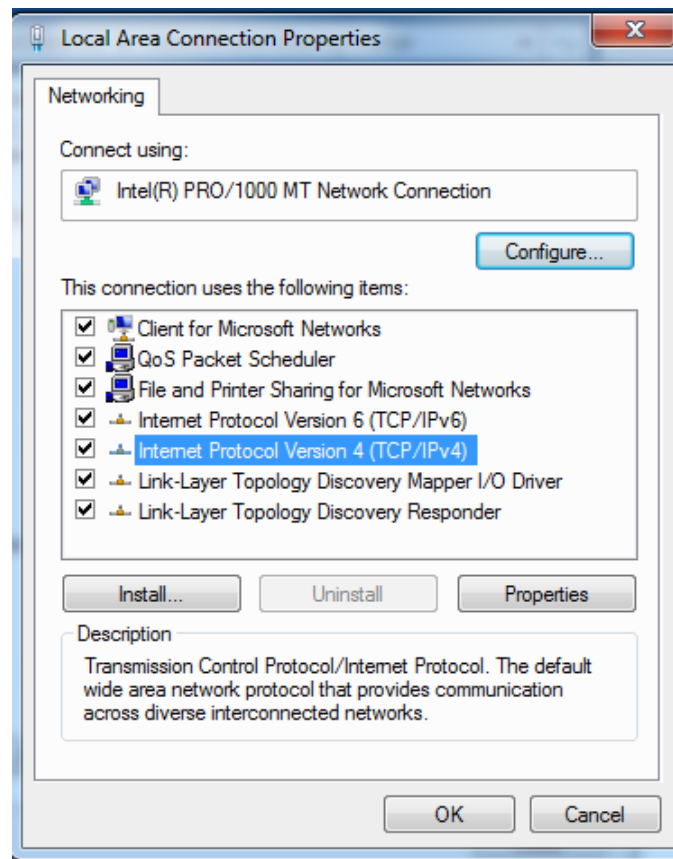 Local Area Connection Properties
Networking
Connect using:
Intel(R) PRO/1000 MT Network Connection
Configure...
This connection uses the following items:
Client for Microsoft Networks
QoS Packet Scheduler
File and Printer Sharing for Microsoft Networks
Internet Protocol Version 6 (TCP/IPv6)
Internet Protocol Version 4 (TCP/IPv4)
Link-Layer Topology Discovery Mapper I/O Driver
Link-Layer Topology Discovery Responder
Install... Uninstall Properties
Description
Transmission Control Protocol/Internet Protocol. The default
wide area network protocol that provides communication
across diverse interconnected networks.
OK Cancel